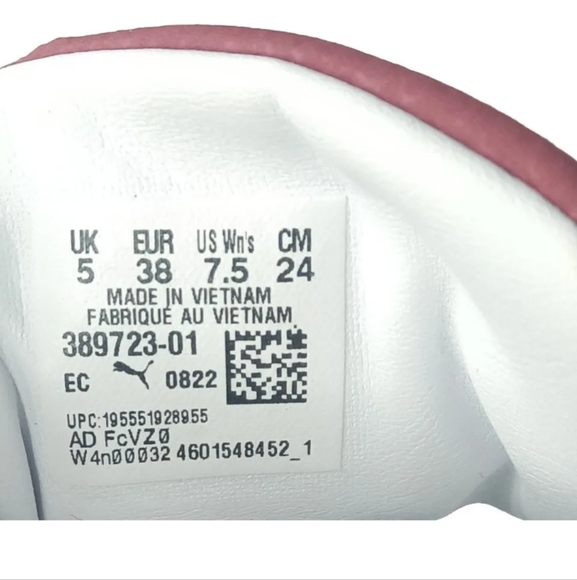 UK EUR US Wn's CM
5 38 7.5 24
MADE IN VIETNAM
FABRIQUÉ AU VIETNAM
389723-01
EC 0822
UPC:195551928955
AD FcVZ0
W4n00032 4601548452_1